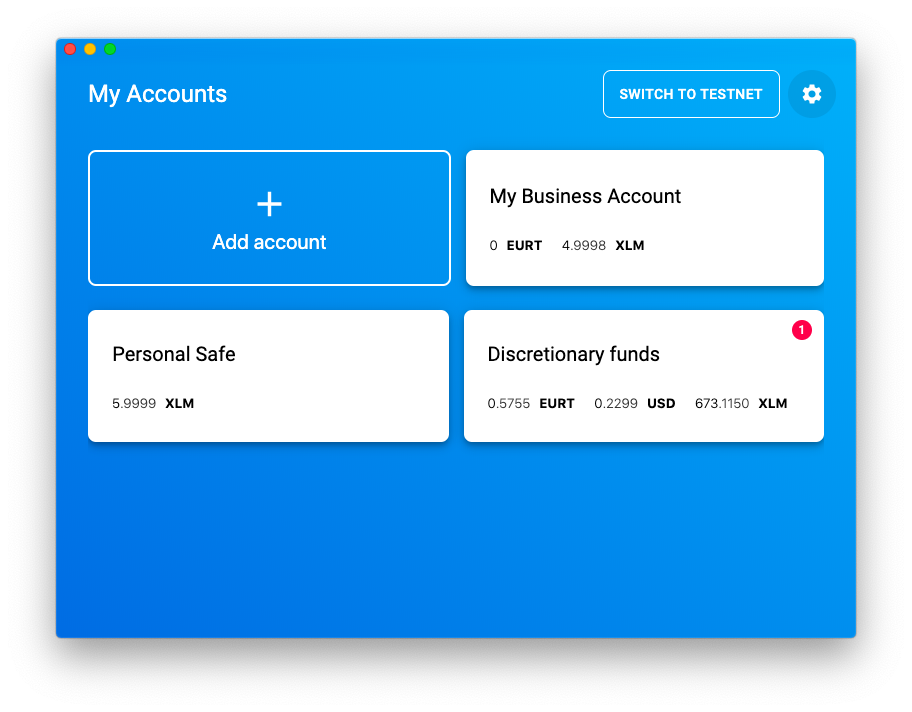 My Accounts
SWITCH TO TESTNET
+
Add account
My Business Account
0 EURT 4.9998 XLM
Personal Safe
5.9999 XLM
1
Discretionary funds
0.5755 EURT 0.2299 USD 673.1150 XLM